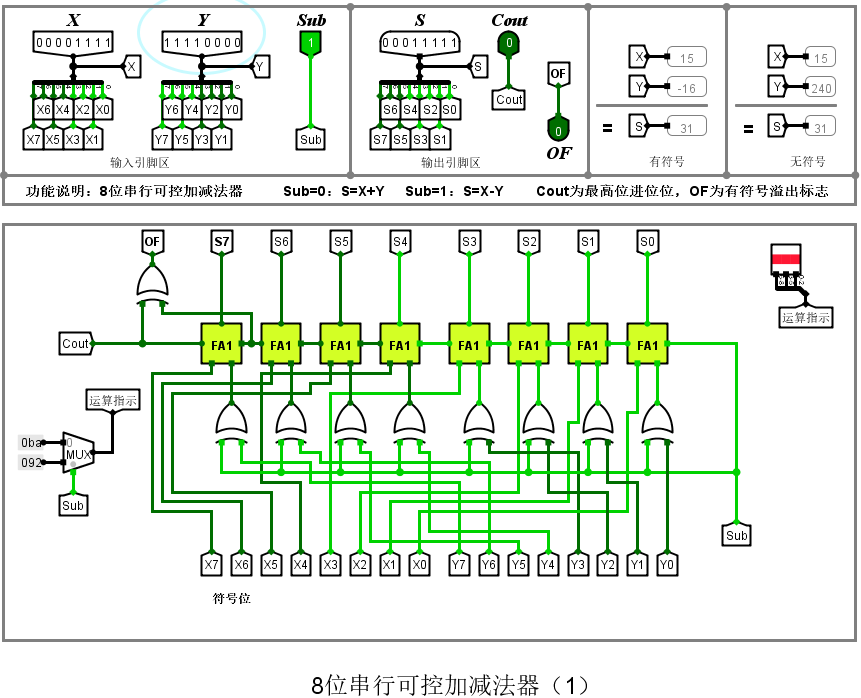 X Y Sub S Cout
00001111 11110000 1 00011111 0
X Y S Cout OF
X 15 X 15
Y -16 Y 240
= S 31 = S 31
X6 X4 X2 X0 Y6 Y4 Y2 Y0 S6 S4 S2 S0
X7 X5 X3 X1 Y7 Y5 Y3 Y1 Sub S7 S5 S3 S1 0 OF
输入引脚区 输出引脚区 有符号 无符号
功能说明：8位串行可控加减法器 Sub=0：S=X+Y Sub=1：S=X-Y Cout为最高位进位位，OF为有符号溢出标志
OF S7 S6 S5 S4 S3 S2 S1 S0
运算指示
Cout FA1 FA1 FA1 FA1 FA1 FA1 FA1 FA1
运算指示
0ba 0
MUX
092
Sub
Sub
X7 X6 X5 X4 X3 X2 X1 X0 Y7 Y6 Y5 Y4 Y3 Y2 Y1 Y0
符号位
8位串行可控加减法器（1）